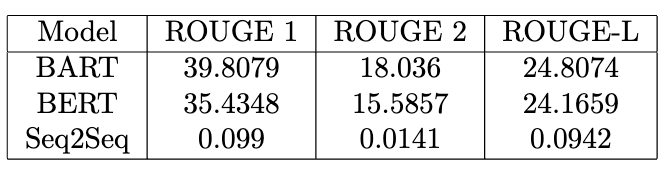 Model ROUGE 1 ROUGE 2 ROUGE-L
BART 39.8079 18.036 24.8074
BERT 35.4348 15.5857 24.1659
Seq2Seq 0.099 0.0141 0.0942